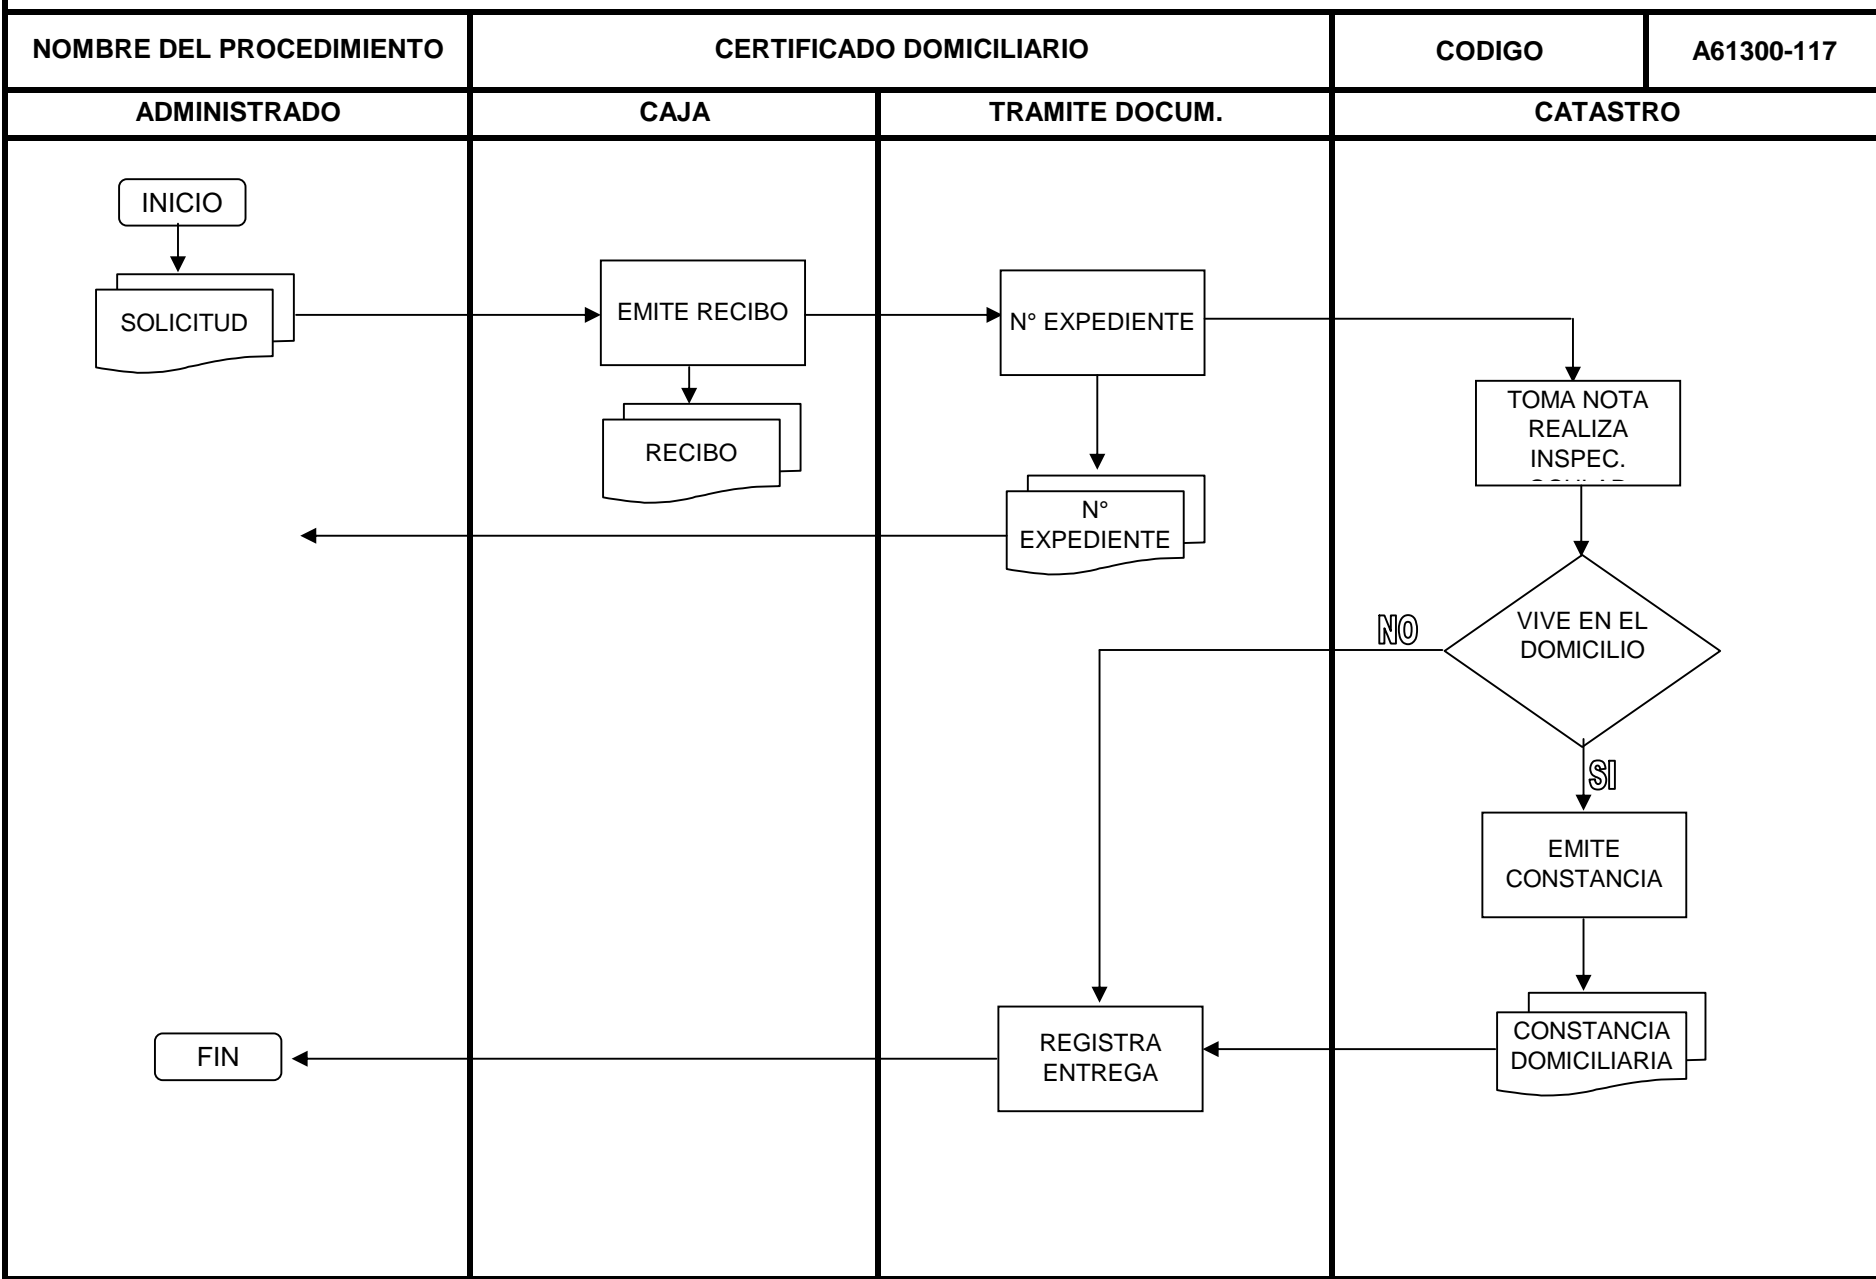 NOMBRE DEL PROCEDIMIENTO
CERTIFICADO DOMICILIARIO
CODIGO
A61300-117
ADMINISTRADO
CAJA
TRAMITE DOCUM.
CATASTRO
INICIO
SOLICITUD
EMITE RECIBO
N° EXPEDIENTE
RECIBO
TOMA NOTA
REALIZA
INSPEC.
N°
EXPEDIENTE
VIVE EN EL
DOMICILIO
NO
SI
EMITE
CONSTANCIA
CONSTANCIA
DOMICILIARIA
REGISTRA
ENTREGA
FIN